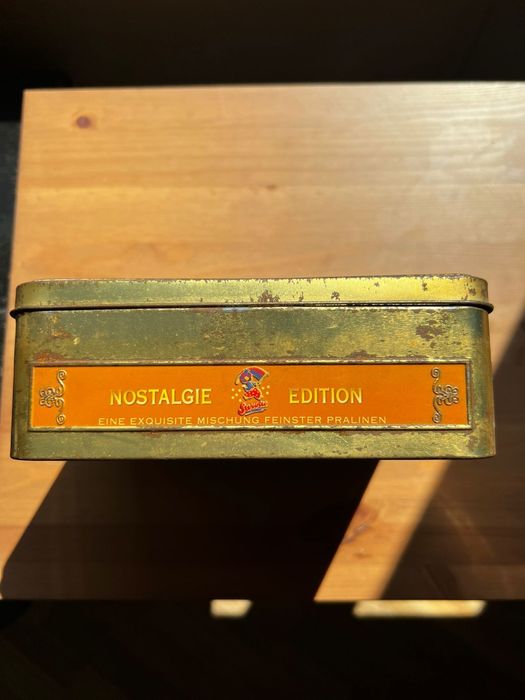 NOSTALGIE EDITION
EINE EXQUISITE MISCHUNG FEINSTER PRALINEN